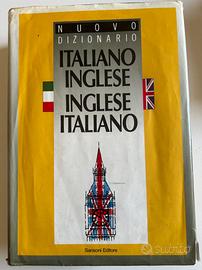 NUOVO
DIZIONARIO
ITALIANO
INGLESE
INGLESE
ITALIANO
Sansoni Editore
subito